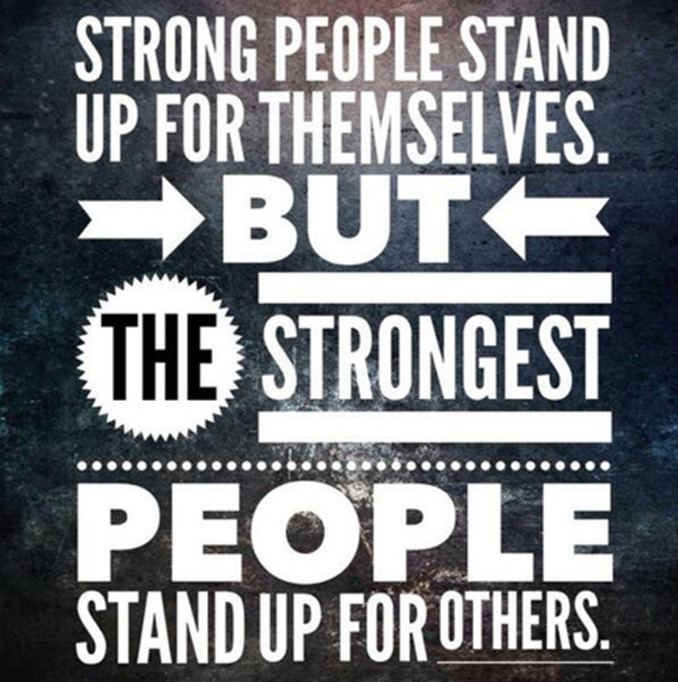 STRONG PEOPLE STAND
UP FOR THEMSELVES.
BUT
THE STRONGEST
PEOPLE
STAND UP FOR OTHERS.